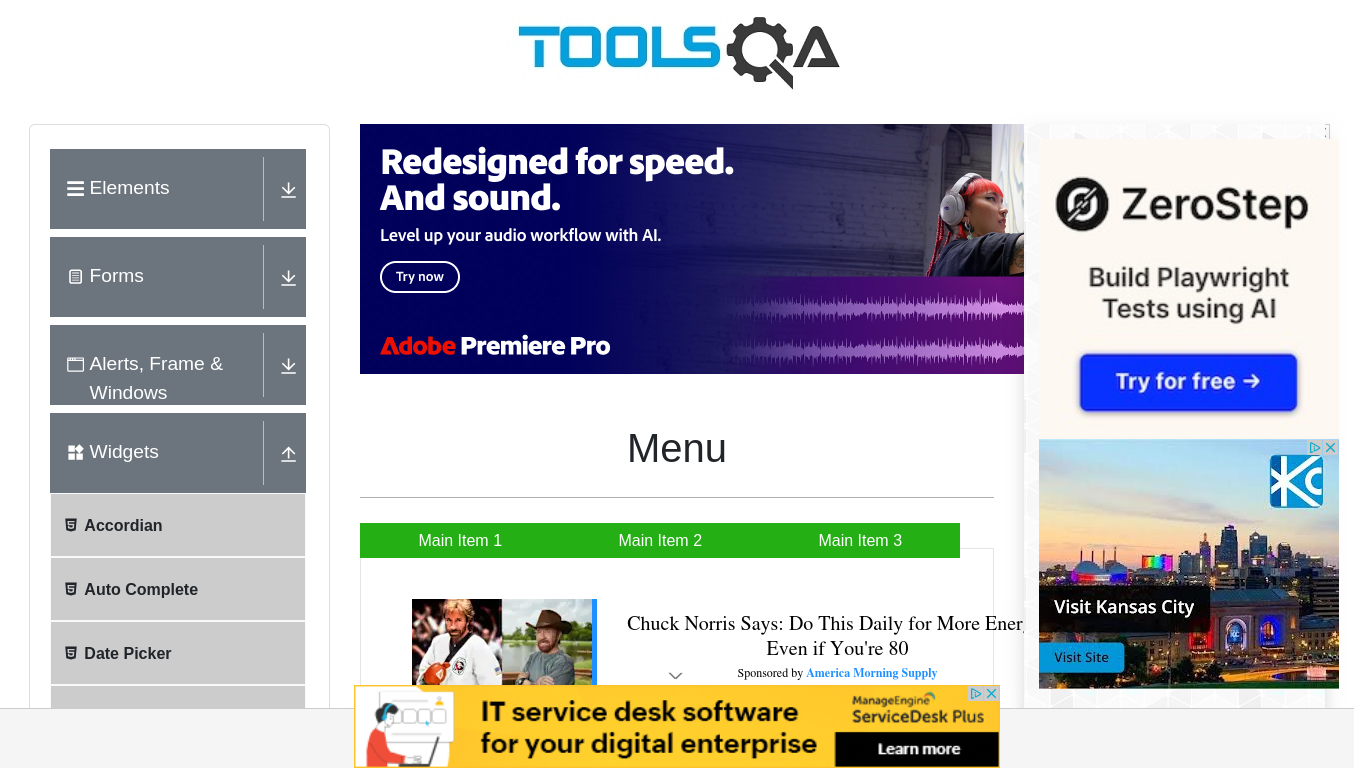 TOOLSQA
Elements
Forms
Alerts, Frame &
Windows
Widgets
Accordian
Auto Complete
Date Picker
Redesigned for speed.
And sound.
Level up your audio workflow with AI.
Try now
Adobe Premiere Pro
Menu
Main Item 1
Main Item 2
Main Item 3
Chuck Norris Says: Do This Daily for More Ener
Even if You're 80
Sponsored by America Morning Supply
ZeroStep
Build Playwright
Tests using AI
Try for free →
KC
Visit Kansas City
Visit Site
IT service desk software
for your digital enterprise
ManageEngine
ServiceDesk Plus
Learn more